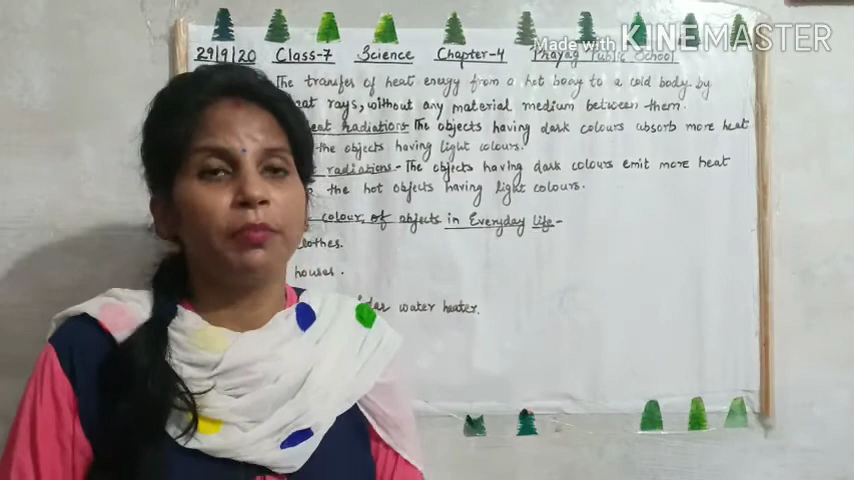 Made with KINEMASTER
29/9/20 Class-7 Science Chapter-4 Prayag Public School
The transfer of heat energy from a hot body to a cold body by
heat rays, without any material medium between them.
heat radiations- The objects having dark colours absorb more heat
the objects having light colours.
radiations.- The objects having dark colours emit more heat
the hot objects having light colours.
colour of objects in Everyday life-
clothes.
houses.
water heater.